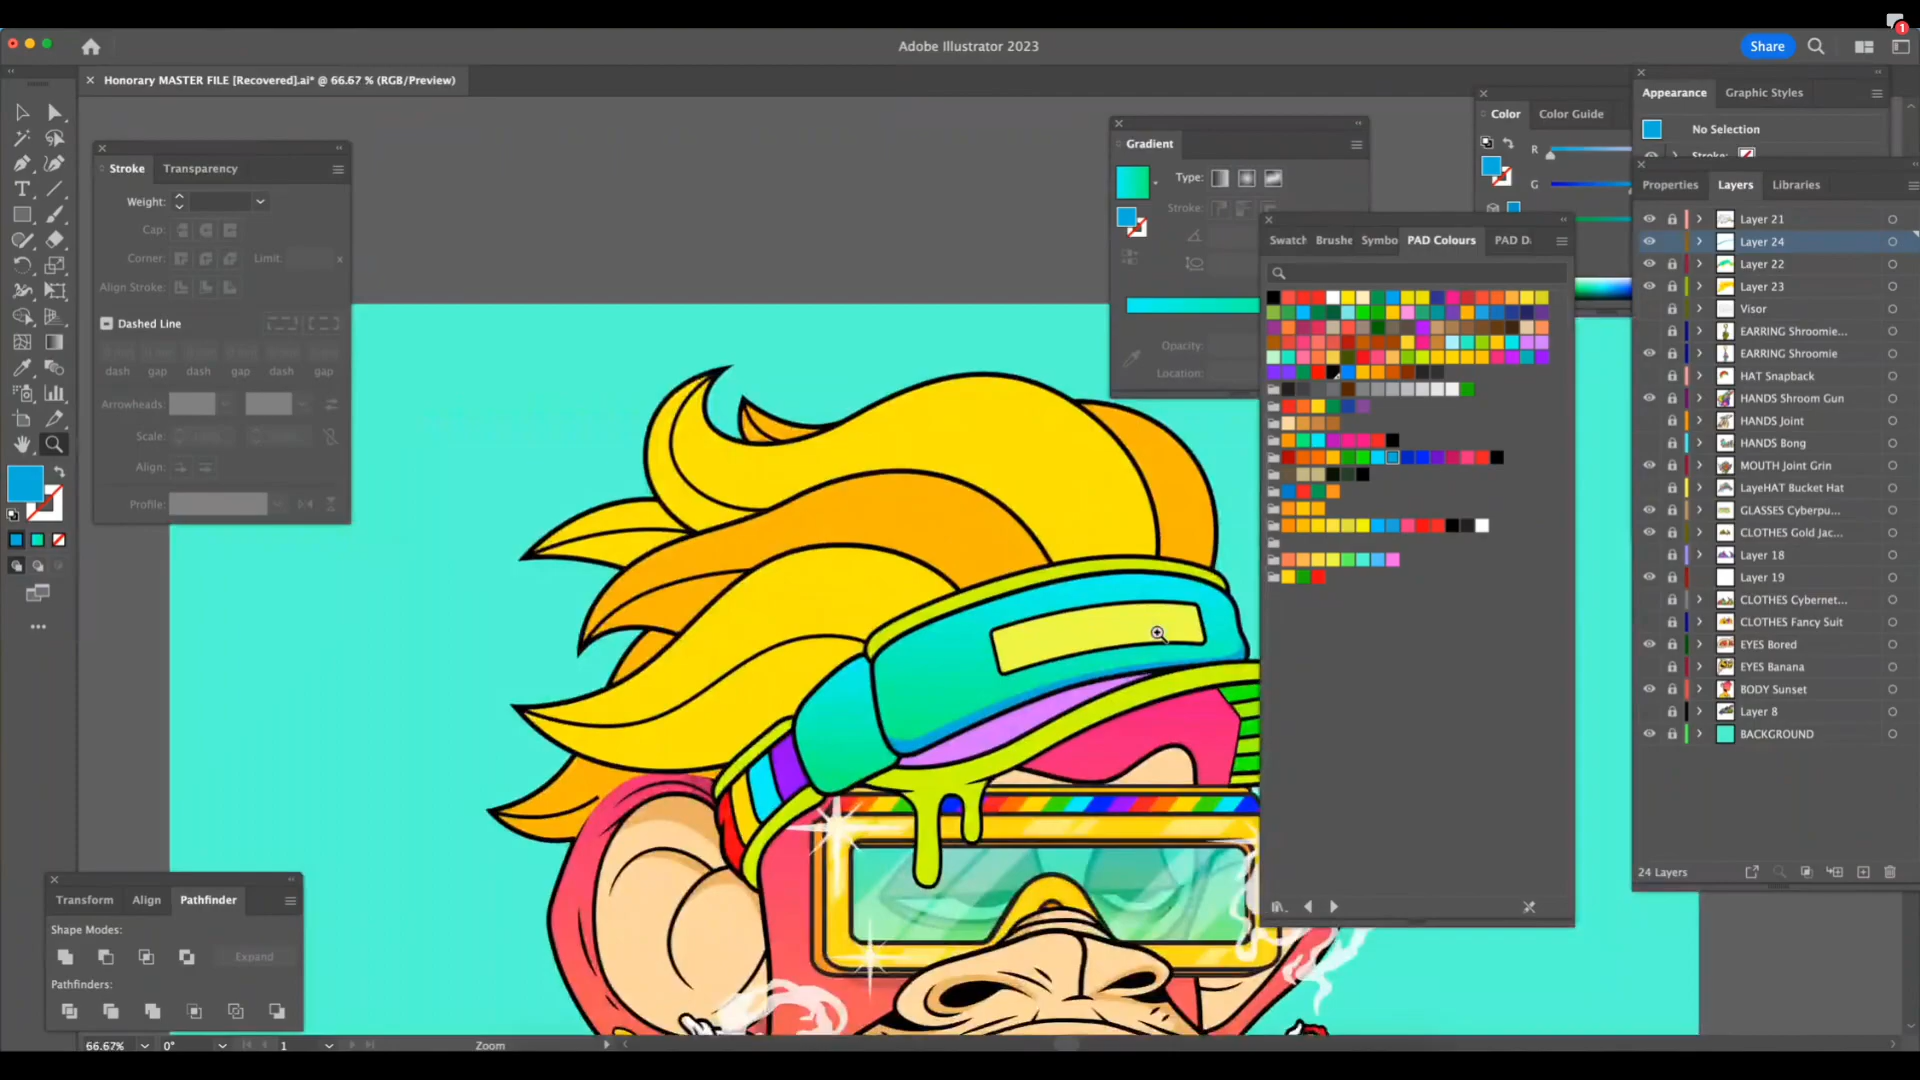 1
Adobe Illustrator 2023
Share
Honorary MASTER FILE [Recovered].ai* @ 66.67 % (RGB/Preview)
Stroke
Transparency
Weight:
Cap:
Corner:
Limit:
x
Align Stroke:
Dashed Line
dash gap dash gap dash gap
Arrowheads:
Scale:
Align:
Profile:
Gradient
Type:
Stroke:
Opacity:
Location:
Color
Color Guide
R
G
Appearance
Graphic Styles
No Selection
Stroke:
Swatch
Brushe
Symbo
PAD Colours
PAD D
Properties
Layers
Libraries
Layer 21
Layer 24
Layer 22
Layer 23
Visor
EARRING Shroomie...
EARRING Shroomie
HAT Snapback
HANDS Shroom Gun
HANDS Joint
HANDS Bong
MOUTH Joint Grin
LayeHAT Bucket Hat
GLASSES Cyberpu...
CLOTHES Gold Jac...
Layer 18
Layer 19
CLOTHES Cybernet...
CLOTHES Fancy Suit
EYES Bored
EYES Banana
BODY Sunset
Layer 8
BACKGROUND
24 Layers
Transform
Align
Pathfinder
Shape Modes:
Expand
Pathfinders:
66.67%
0°
1
Zoom